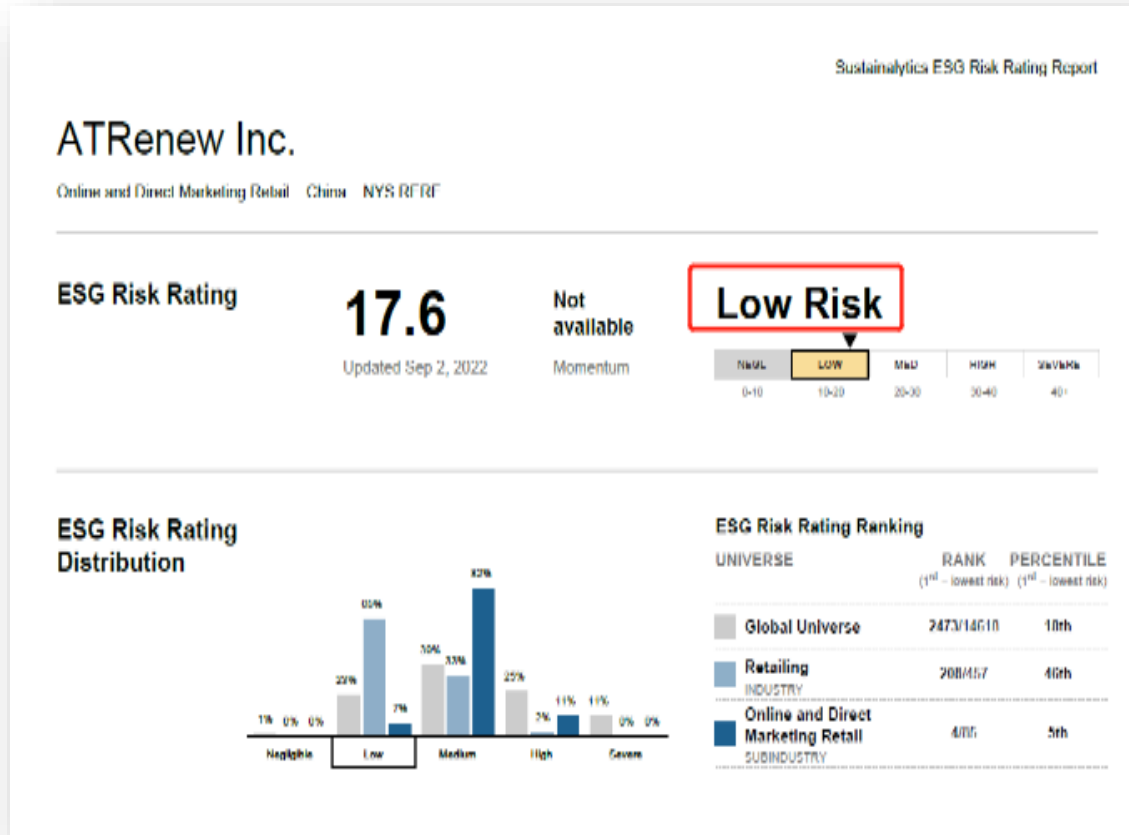 Sustainalytics ESG Risk Rating Report
ATRenew Inc.
Online and Direct Marketing Retail China NYS RERE
ESG Risk Rating
17.6
Updated Sep 2, 2022
Not
available
Momentum
Low Risk
NEGL LOW MED HIGH SEVERE
0-10 10-20 20-30 30-40 40+
ESG Risk Rating
Distribution
82%
33%
25%
7%
11% 11%
1% 0% 0%
2%
0% 0%
Negligible Low Medium High Severe
ESG Risk Rating Ranking
UNIVERSE RANK PERCENTILE
(1st – lowest risk) (1st – lowest risk)
Global Universe
Retailing 208/457 46th
INDUSTRY
Online and Direct
Marketing Retail 5th
SUBINDUSTRY